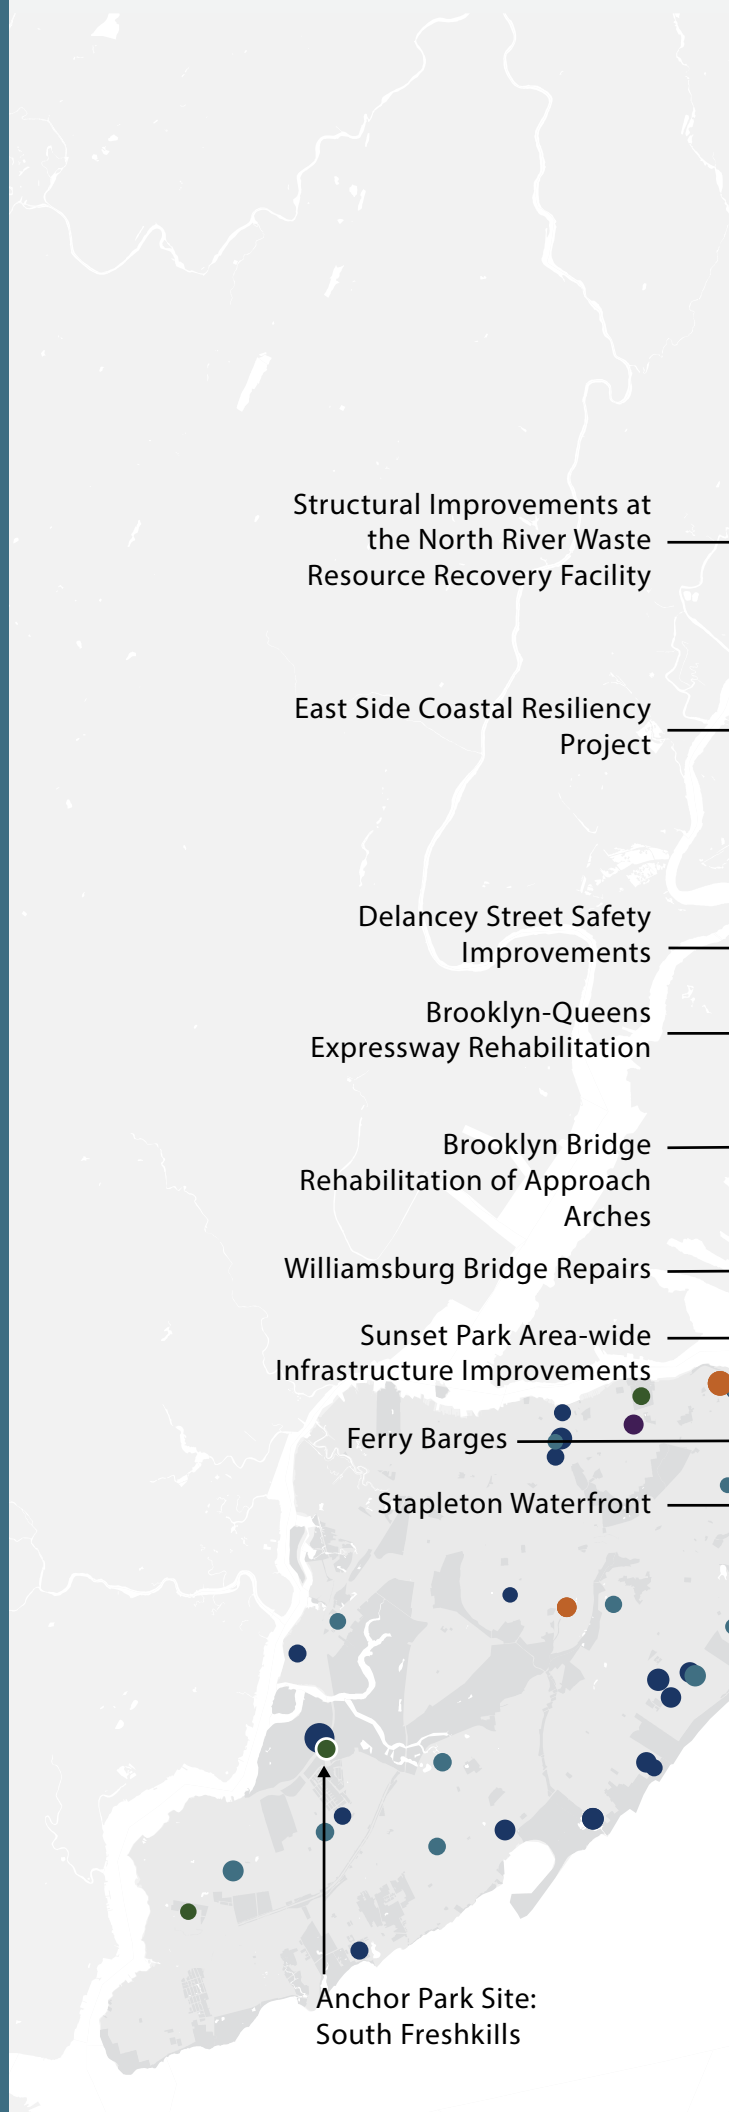 Structural Improvements at
the North River Waste
Resource Recovery Facility
East Side Coastal Resiliency
Project
Delancey Street Safety
Improvements
Brooklyn-Queens
Expressway Rehabilitation
Brooklyn Bridge
Rehabilitation of Approach
Arches
Williamsburg Bridge Repairs
Sunset Park Area-wide
Infrastructure Improvements
Ferry Barges
Stapleton Waterfront
Anchor Park Site:
South Freshkills